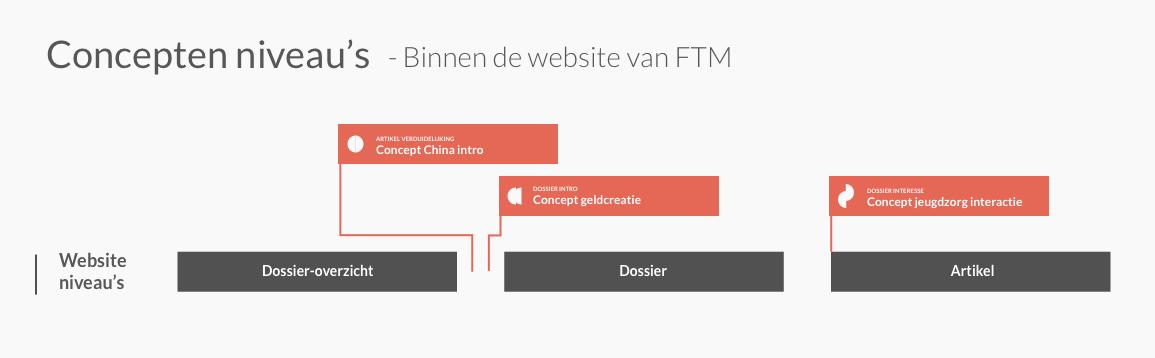 Concepten niveau's - Binnen de website van FTM
ARTIKEL VERDUIDELIJKING
Concept China intro
DOSSIER INTRO
Concept geldcreatie
DOSSIER INTERESSE
Concept jeugdzorg interactie
Website
niveau's
Dossier-overzicht
Dossier
Artikel